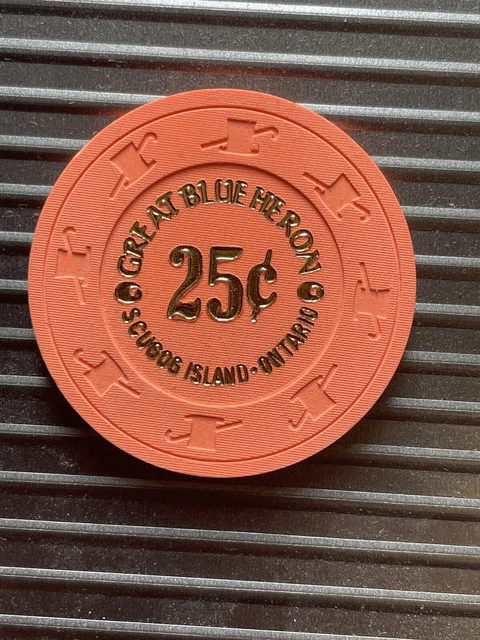 GREAT BLUE HERON
25¢
SCUGOG ISLAND • ONTARIO